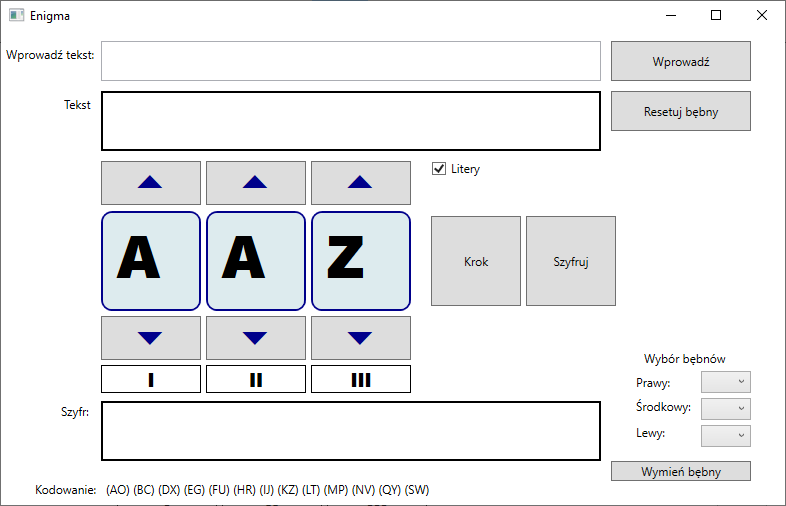 Enigma
Wprowadź tekst:
Wprowadź
Tekst
Resetuj bębny
Litery
A A Z
Krok Szyfruj
I II III
Wybór bębnów
Prawy:
Środkowy:
Lewy:
Szyfr:
Wymień bębny
Kodowanie: (AO) (BC) (DX) (EG) (FU) (HR) (IJ) (KZ) (LT) (MP) (NV) (QY) (SW)